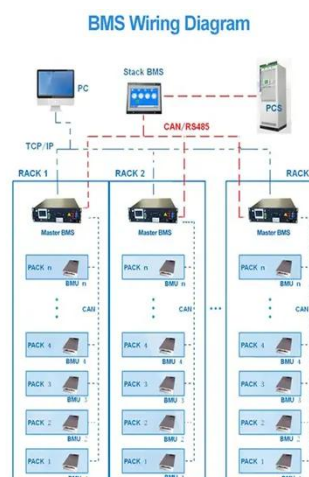 BMS Wiring Diagram
Stack BMS
PC
PCS
CAN/RS485
TCP/IP
RACK 1 RACK 2 RACK
Master BMS Master BMS Master BMS
PACK n PACK n PACK n
BMU n BMU n BMU n
CAN CAN CAN
PACK 4 PACK 4 PACK 4
BMU 4 BMU 4 BMU 4
PACK 3 PACK 3 PACK 3
BMU 3 BMU 3 BMU 3
PACK 2 PACK 2 PACK 2
BMU 2 BMU 2 BMU 2
PACK 1 PACK 1 PACK 1